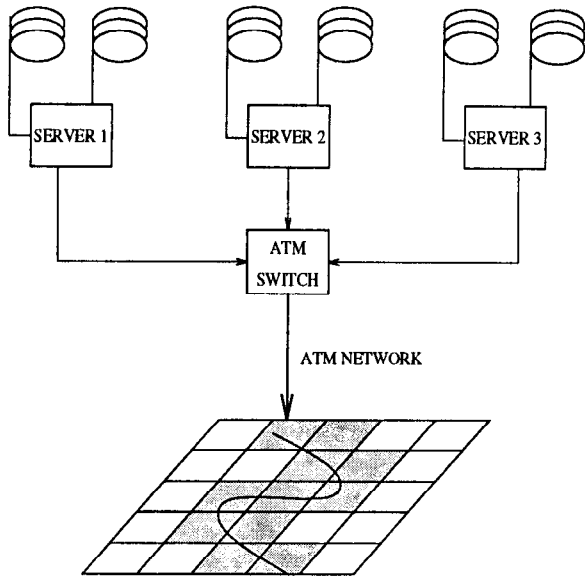 SERVER 1
SERVER 2
SERVER 3
ATM
SWITCH
ATM NETWORK